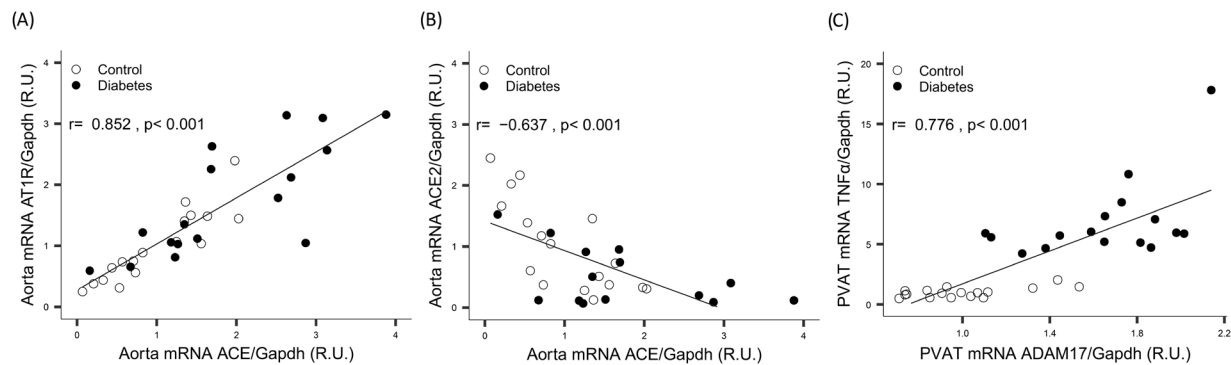 (A)
Aorta mRNA AT1R/Gapdh (R.U.)
4
3
2
1
0
Control
Diabetes
r= 0.852 , p< 0.001
0 1 2 3 4
Aorta mRNA ACE/Gapdh (R.U.)
(B)
Aorta mRNA ACE2/Gapdh (R.U.)
4
3
2
1
0
Control
Diabetes
r= −0.637 , p< 0.001
0 1 2 3 4
Aorta mRNA ACE/Gapdh (R.U.)
(C)
PVAT mRNA TNFα/Gapdh (R.U.)
20
15
10
5
0
Control
Diabetes
r= 0.776 , p< 0.001
1.0 1.4 1.8 2.2
PVAT mRNA ADAM17/Gapdh (R.U.)